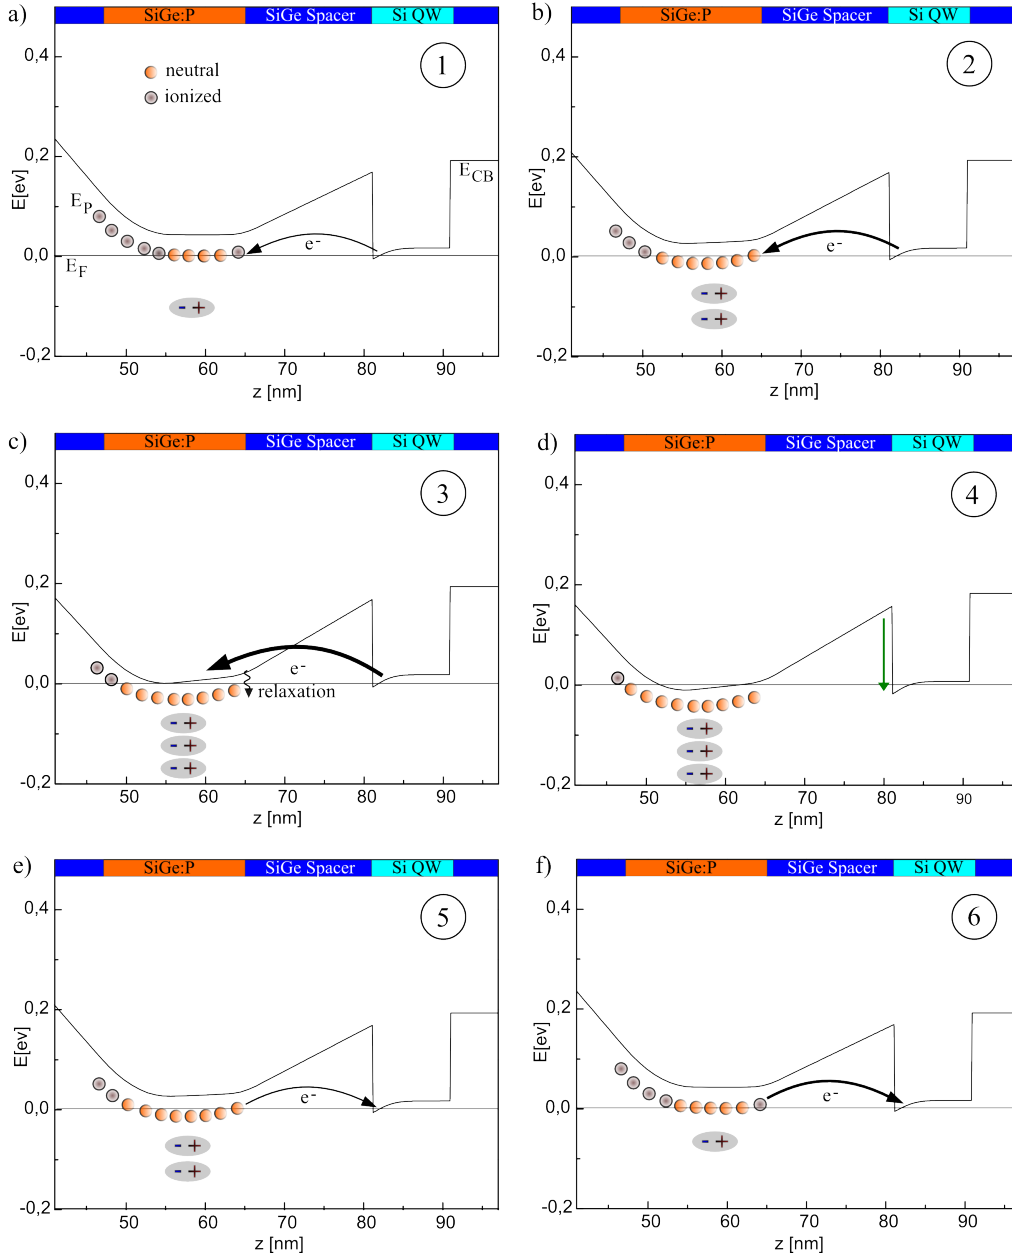 a)
SiGe:P SiGe Spacer Si QW
1
0,4
neutral
ionized
0,2
E_CB
E[ev]
E_P
e-
0.0
E_F
- +
-0,2
50 60 70 80 90
z [nm]
b)
SiGe:P SiGe Spacer Si QW
2
0,4
0,2
E[ev]
e-
0.0
- +
- +
-0,2
50 60 70 80 90
z [nm]
c)
SiGe:P SiGe Spacer Si QW
3
0,4
0,2
E[ev]
e-
0,0
relaxation
- +
- +
- +
-0,2
50 60 70 80 90
z [nm]
d)
SiGe:P SiGe Spacer Si QW
4
0,4
0,2
E[ev]
0,0
- +
- +
- +
-0,2
50 60 70 80 90
z [nm]
e)
SiGe:P SiGe Spacer Si QW
5
0,4
0,2
E[ev]
e-
0,0
- +
- +
-0,2
50 60 70 80 90
z [nm]
f)
SiGe:P SiGe Spacer Si QW
6
0,4
0,2
E[ev]
e-
0,0
- +
-0,2
50 60 70 80 90
z [nm]